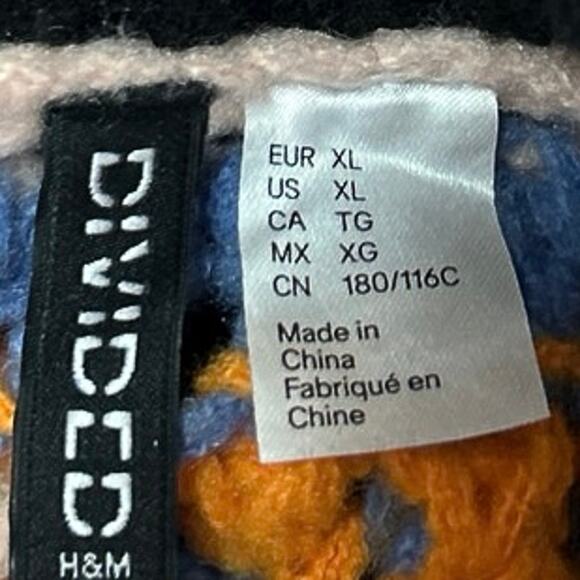 DIVIDED
H&M
EUR XL
US XL
CA TG
MX XG
CN 180/116C
Made in
China
Fabriqué en
Chine